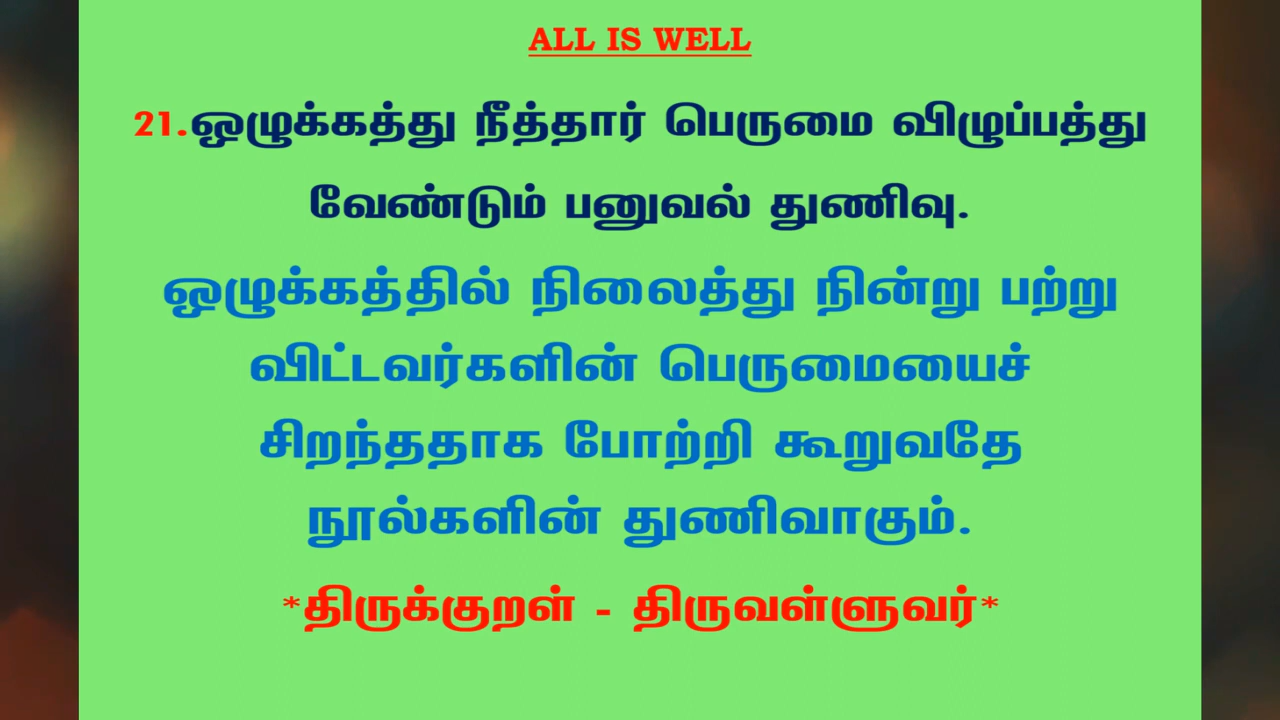 ALL IS WELL
21.ஒழுக்கத்து நீத்தார் பெருமை விழுப்பத்து
வேண்டும் பனுவல் துணிவு.
ஒழுக்கத்தில் நிலைத்து நின்று பற்று
விட்டவர்களின் பெருமையைச்
சிறந்ததாக போற்றி கூறுவதே
நூல்களின் துணிவாகும்.
*திருக்குறள் - திருவள்ளுவர்*